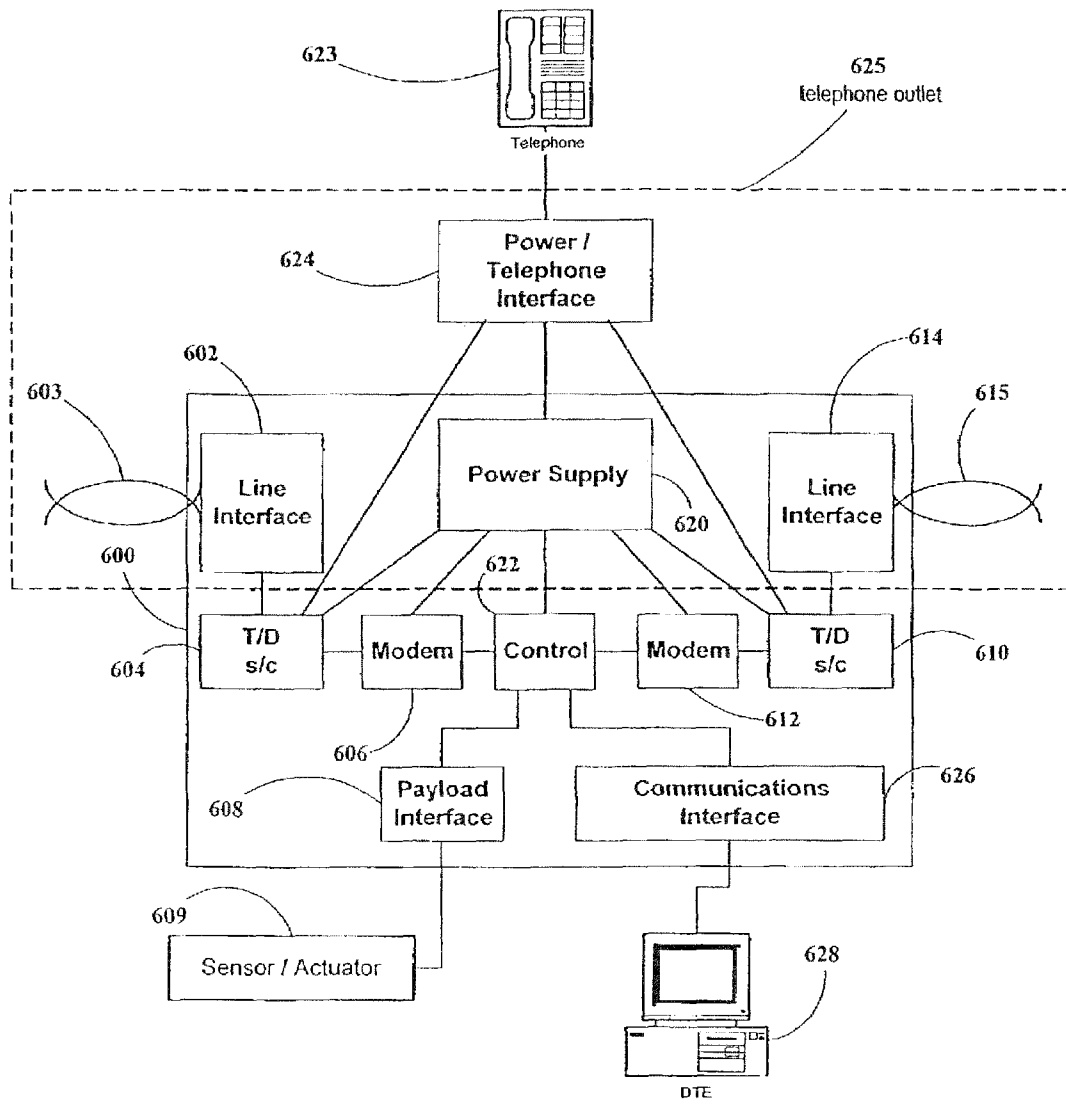 623
625
telephone outlet
Telephone
Power /
Telephone
Interface
624
602
614
603
615
Line
Interface
Power Supply
Line
Interface
620
600
622
T/D
s/c
Modem
Control
Modem
T/D
s/c
604
610
606
612
608
Payload
Interface
Communications
Interface
626
609
Sensor / Actuator
628
DTE